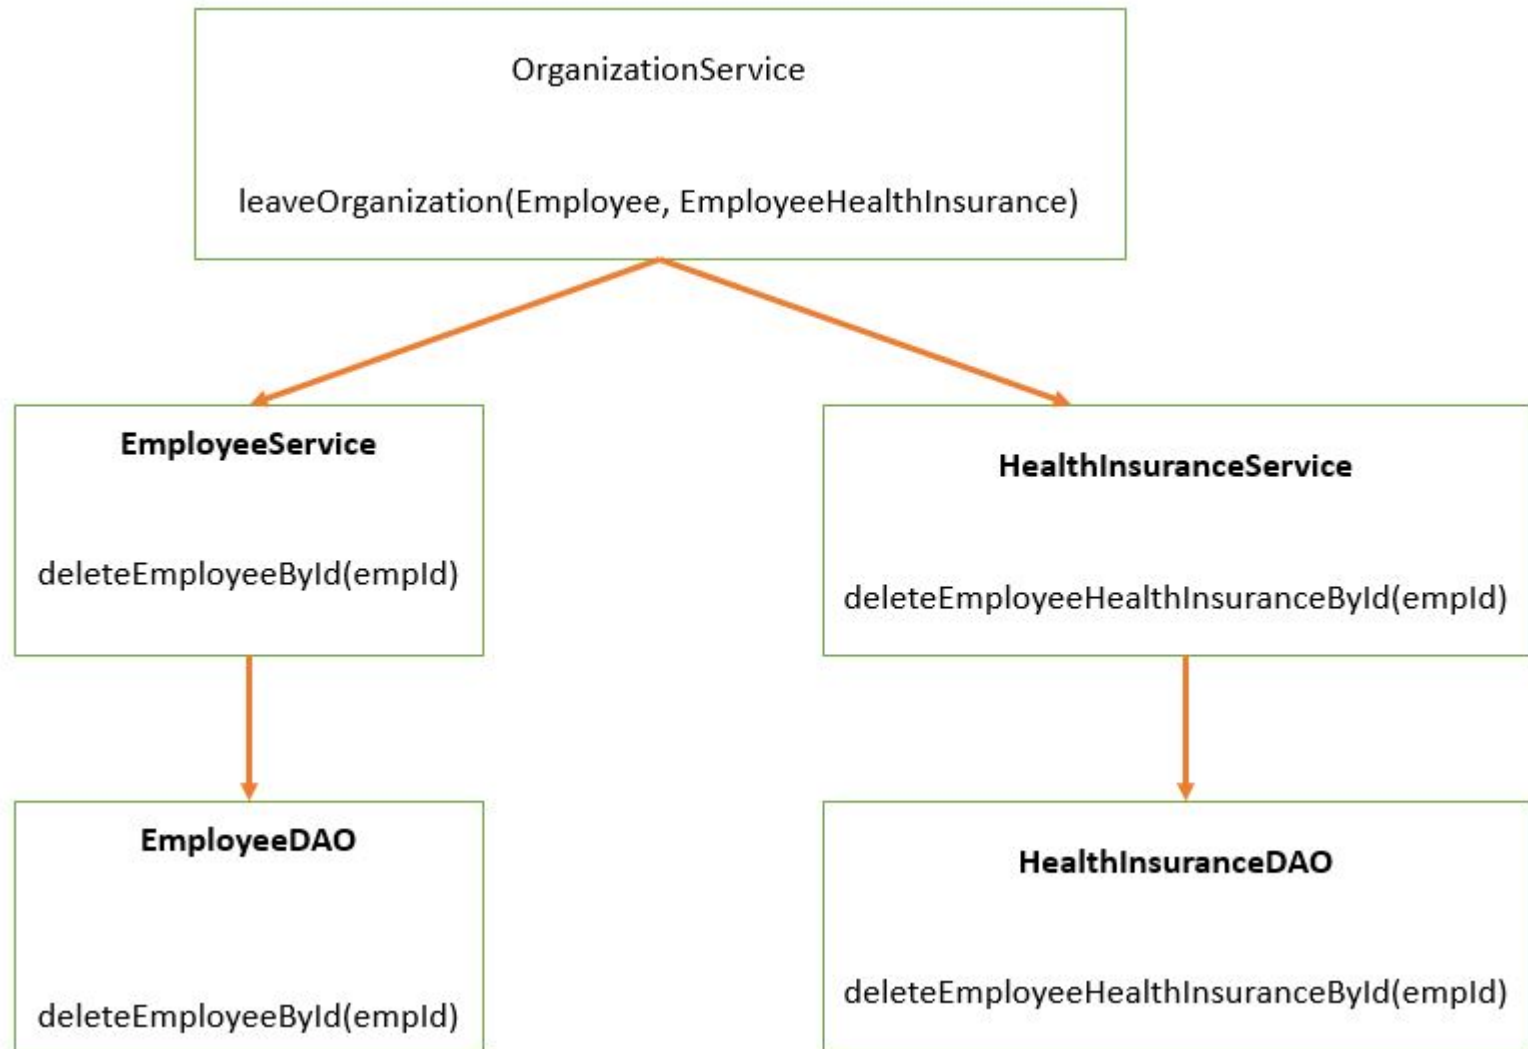 OrganizationService
leaveOrganization(Employee, EmployeeHealthInsurance)
EmployeeService
deleteEmployeeById(empId)
HealthInsuranceService
deleteEmployeeHealthInsuranceById(empId)
EmployeeDAO
deleteEmployeeById(empId)
HealthInsuranceDAO
deleteEmployeeHealthInsuranceById(empId)